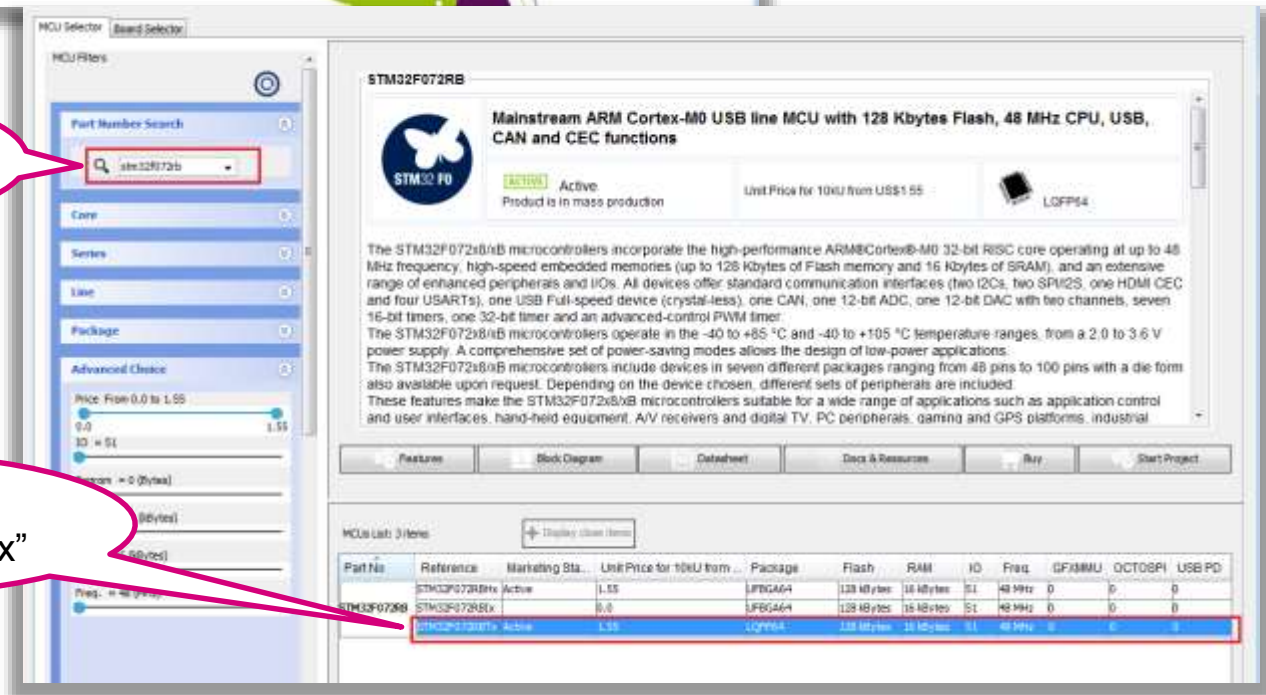 MCU Selector Board Selector
MCU Filters
Part Number Search
stm32f072rb
Core
Series
Line
Package
Advanced Choice
Price From 0.0 to 1.55
0.0 1.55
IO = 51
= 0 (Bytes)
(kBytes)
(kBytes)
Freq. = 48 (MHz)
x”
STM32F072RB
STM32 F0
Mainstream ARM Cortex-M0 USB line MCU with 128 Kbytes Flash, 48 MHz CPU, USB,
CAN and CEC functions
ACTIVE Active
Product is in mass production
Unit Price for 10kU from US$1.55
LQFP64
The STM32F072x8/xB microcontrollers incorporate the high-performance ARM®Cortex®-M0 32-bit RISC core operating at up to 48
MHz frequency, high-speed embedded memories (up to 128 Kbytes of Flash memory and 16 Kbytes of SRAM), and an extensive
range of enhanced peripherals and I/Os. All devices offer standard communication interfaces (two I2Cs, two SPI/I2S, one HDMI CEC
and four USARTs), one USB Full-speed device (crystal-less), one CAN, one 12-bit ADC, one 12-bit DAC with two channels, seven
16-bit timers, one 32-bit timer and an advanced-control PWM timer.
The STM32F072x8/xB microcontrollers operate in the -40 to +85 °C and -40 to +105 °C temperature ranges, from a 2.0 to 3.6 V
power supply. A comprehensive set of power-saving modes allows the design of low-power applications.
The STM32F072x8/xB microcontrollers include devices in seven different packages ranging from 48 pins to 100 pins with a die form
also available upon request. Depending on the device chosen, different sets of peripherals are included.
These features make the STM32F072x8/xB microcontrollers suitable for a wide range of applications such as application control
and user interfaces, hand-held equipment, A/V receivers and digital TV, PC peripherals, gaming and GPS platforms, industrial
Features Block Diagram Datasheet Docs & Resources Buy Start Project
MCUs List: 3 items + Display close items
Part No Reference Marketing Sta... Unit Price for 10kU from ... Package Flash RAM IO Freq. GFXMMU OCTOSPI USB PD
STM32F072RBHx Active 1.55 UFBGA64 128 kBytes 16 kBytes 51 48 MHz 0 0 0
STM32F072RB STM32F072RBIx 0.0 UFBGA64 128 kBytes 16 kBytes 51 48 MHz 0 0 0
STM32F072RBTx Active 1.55 LQFP64 128 kBytes 16 kBytes 51 48 MHz 0 0 0